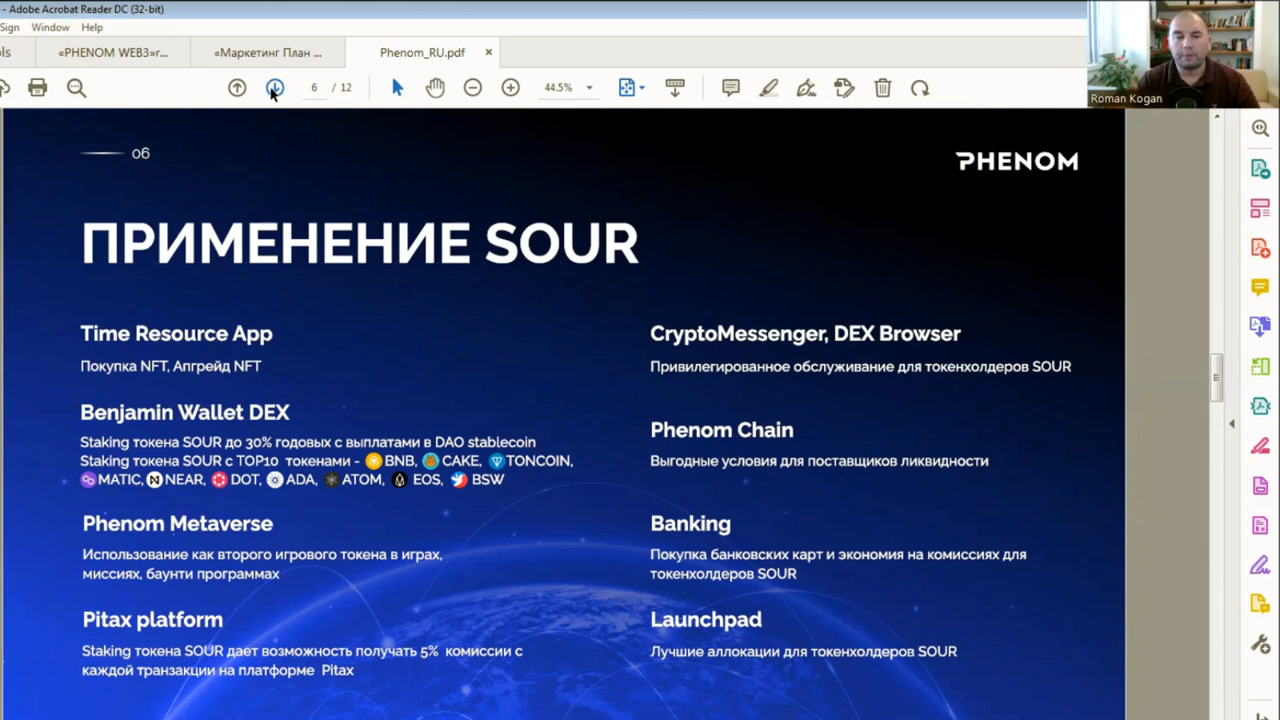 - Adobe Acrobat Reader DC (32-bit)
Sign Window Help
ols «PHENOM WEB3»г... «Маркетинг План ... Phenom_RU.pdf ×
6 / 12 44.5%
Roman Kogan
06
PHENOM
ПРИМЕНЕНИЕ SOUR
Time Resource App
Покупка NFT, Апгрейд NFT
Benjamin Wallet DEX
Staking токена SOUR до 30% годовых с выплатами в DAO stablecoin
Staking токена SOUR с TOP10 токенами - BNB, CAKE, TONCOIN,
MATIC, NEAR, DOT, ADA, ATOM, EOS, BSW
Phenom Metaverse
Использование как второго игрового токена в играх,
миссиях, баунти программах
Pitax platform
Staking токена SOUR дает возможность получать 5% комиссии с
каждой транзакции на платформе Pitax
CryptoMessenger, DEX Browser
Привилегированное обслуживание для токенхолдеров SOUR
Phenom Chain
Выгодные условия для поставщиков ликвидности
Banking
Покупка банковских карт и экономия на комиссиях для
токенхолдеров SOUR
Launchpad
Лучшие аллокации для токенхолдеров SOUR